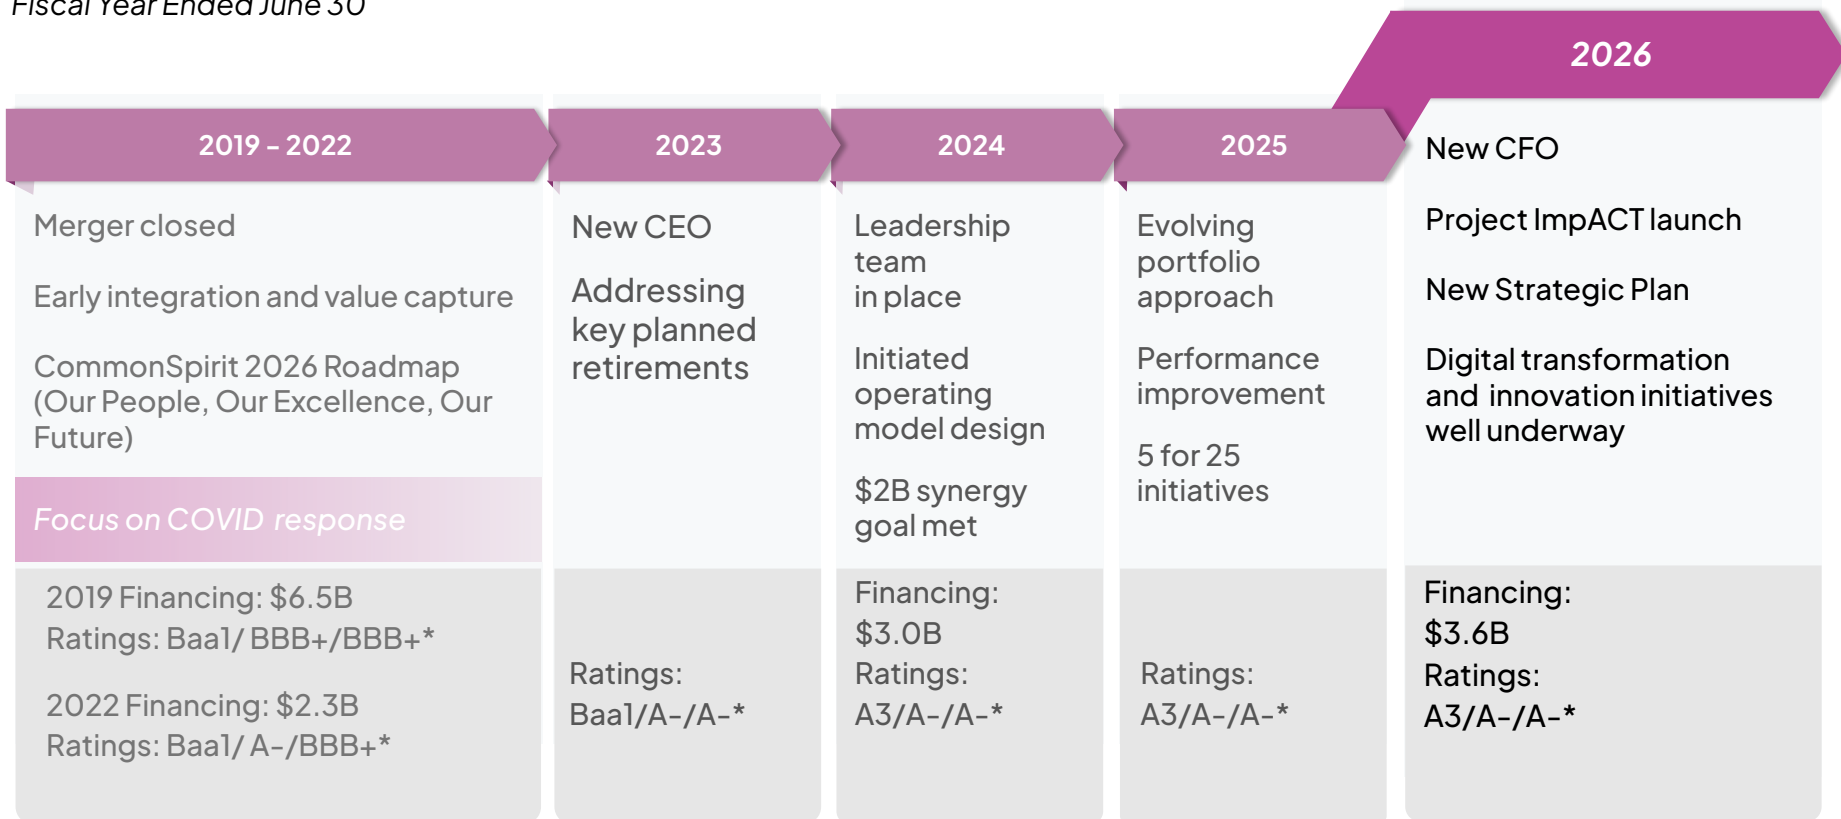 Fiscal Year Ended June 30
2026
2019 – 2022
2023
2024
2025
Merger closed
Early integration and value capture
CommonSpirit 2026 Roadmap
(Our People, Our Excellence, Our
Future)
Focus on COVID response
2019 Financing: $6.5B
Ratings: Baa1/ BBB+/BBB+*
2022 Financing: $2.3B
Ratings: Baa1/ A-/BBB+*
New CEO
Addressing
key planned
retirements
Ratings:
Baa1/A-/A-*
Leadership
team
in place
Initiated
operating
model design
$2B synergy
goal met
Financing:
$3.0B
Ratings:
A3/A-/A-*
Evolving
portfolio
approach
Performance
improvement
5 for 25
initiatives
Ratings:
A3/A-/A-*
New CFO
Project ImpACT launch
New Strategic Plan
Digital transformation
and innovation initiatives
well underway
Financing:
$3.6B
Ratings:
A3/A-/A-*